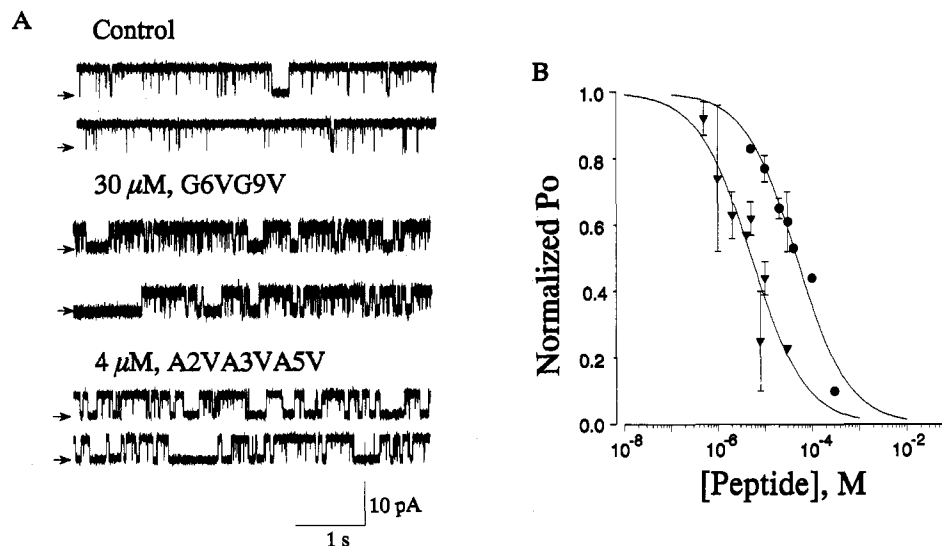 A
Control
30 μM, G6VG9V
4 μM, A2VA3VA5V
10 pA
1 s
B
Normalized Po
1.0
0.8
0.6
0.4
0.2
0.0
10⁻⁸
10⁻⁶
10⁻⁴
10⁻²
[Peptide], M